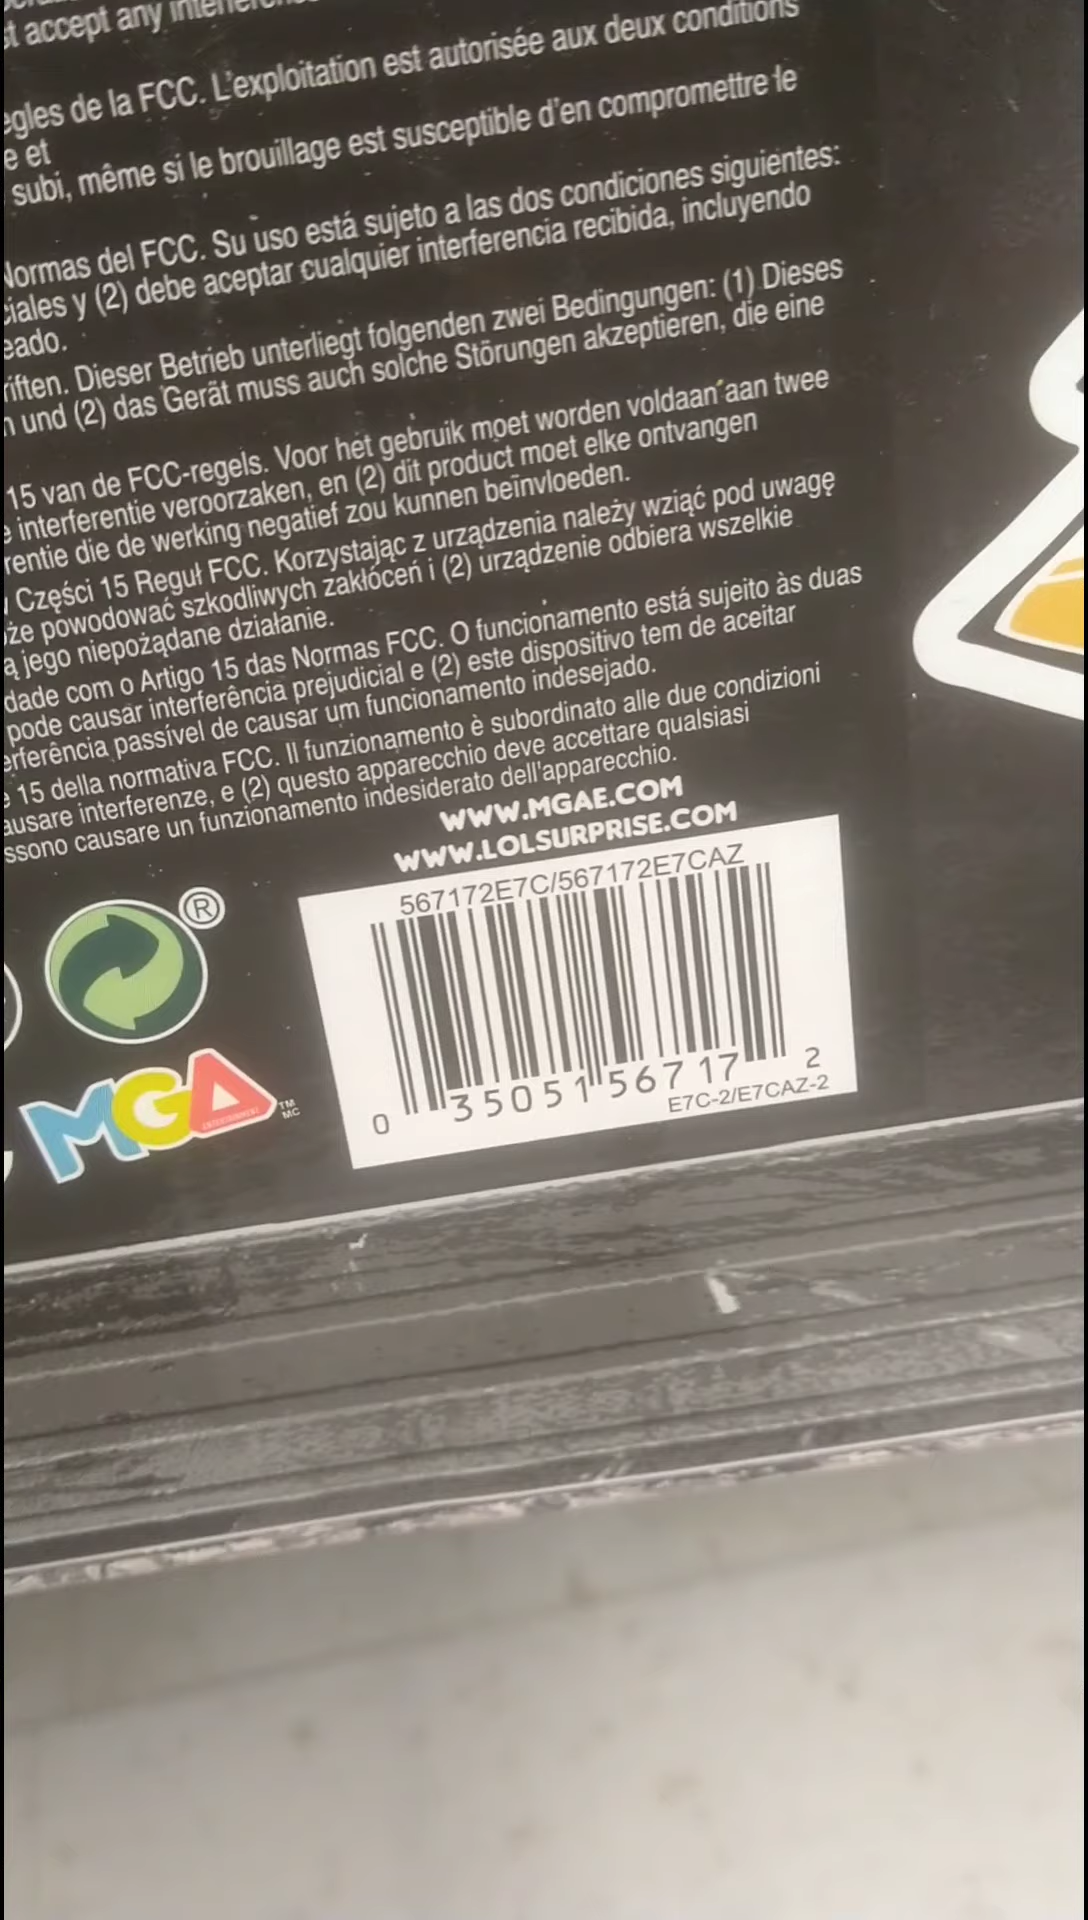 t accept any
egles de la FCC. L'exploitation est autorisée aux deux conditions
e et
subi, même si le brouillage est susceptible d'en compromettre le
Normas del FCC. Su uso está sujeto a las dos condiciones siguientes:
ciales y (2) debe aceptar cualquier interferencia recibida, incluyendo
eado.
riften. Dieser Betrieb unterliegt folgenden zwei Bedingungen: (1) Dieses
n und (2) das Gerät muss auch solche Störungen akzeptieren, die eine
15 van de FCC-regels. Voor het gebruik moet worden voldaan aan twee
e interferentie veroorzaken, en (2) dit product moet elke ontvangen
rentie die de werking negatief zou kunnen beïnvloeden.
Części 15 Reguł FCC. Korzystając z urządzenia należy wziąć pod uwagę
że powodować szkodliwych zakłóceń i (2) urządzenie odbiera wszelkie
ą jego niepożądane działanie.
dade com o Artigo 15 das Normas FCC. O funcionamento está sujeito às duas
pode causar interferência prejudicial e (2) este dispositivo tem de aceitar
erferência passível de causar um funcionamento indesejado.
e 15 della normativa FCC. Il funzionamento è subordinato alle due condizioni
ausare interferenze, e (2) questo apparecchio deve accettare qualsiasi
ssono causare un funzionamento indesiderato dell'apparecchio.
WWW.MGAE.COM
WWW.LOLSURPRISE.COM
567172E7C/567172E7CAZ
0 35051 56717 2
E7C-2/E7CAZ-2
®
MGA
ENTERTAINMENT
TM
MC